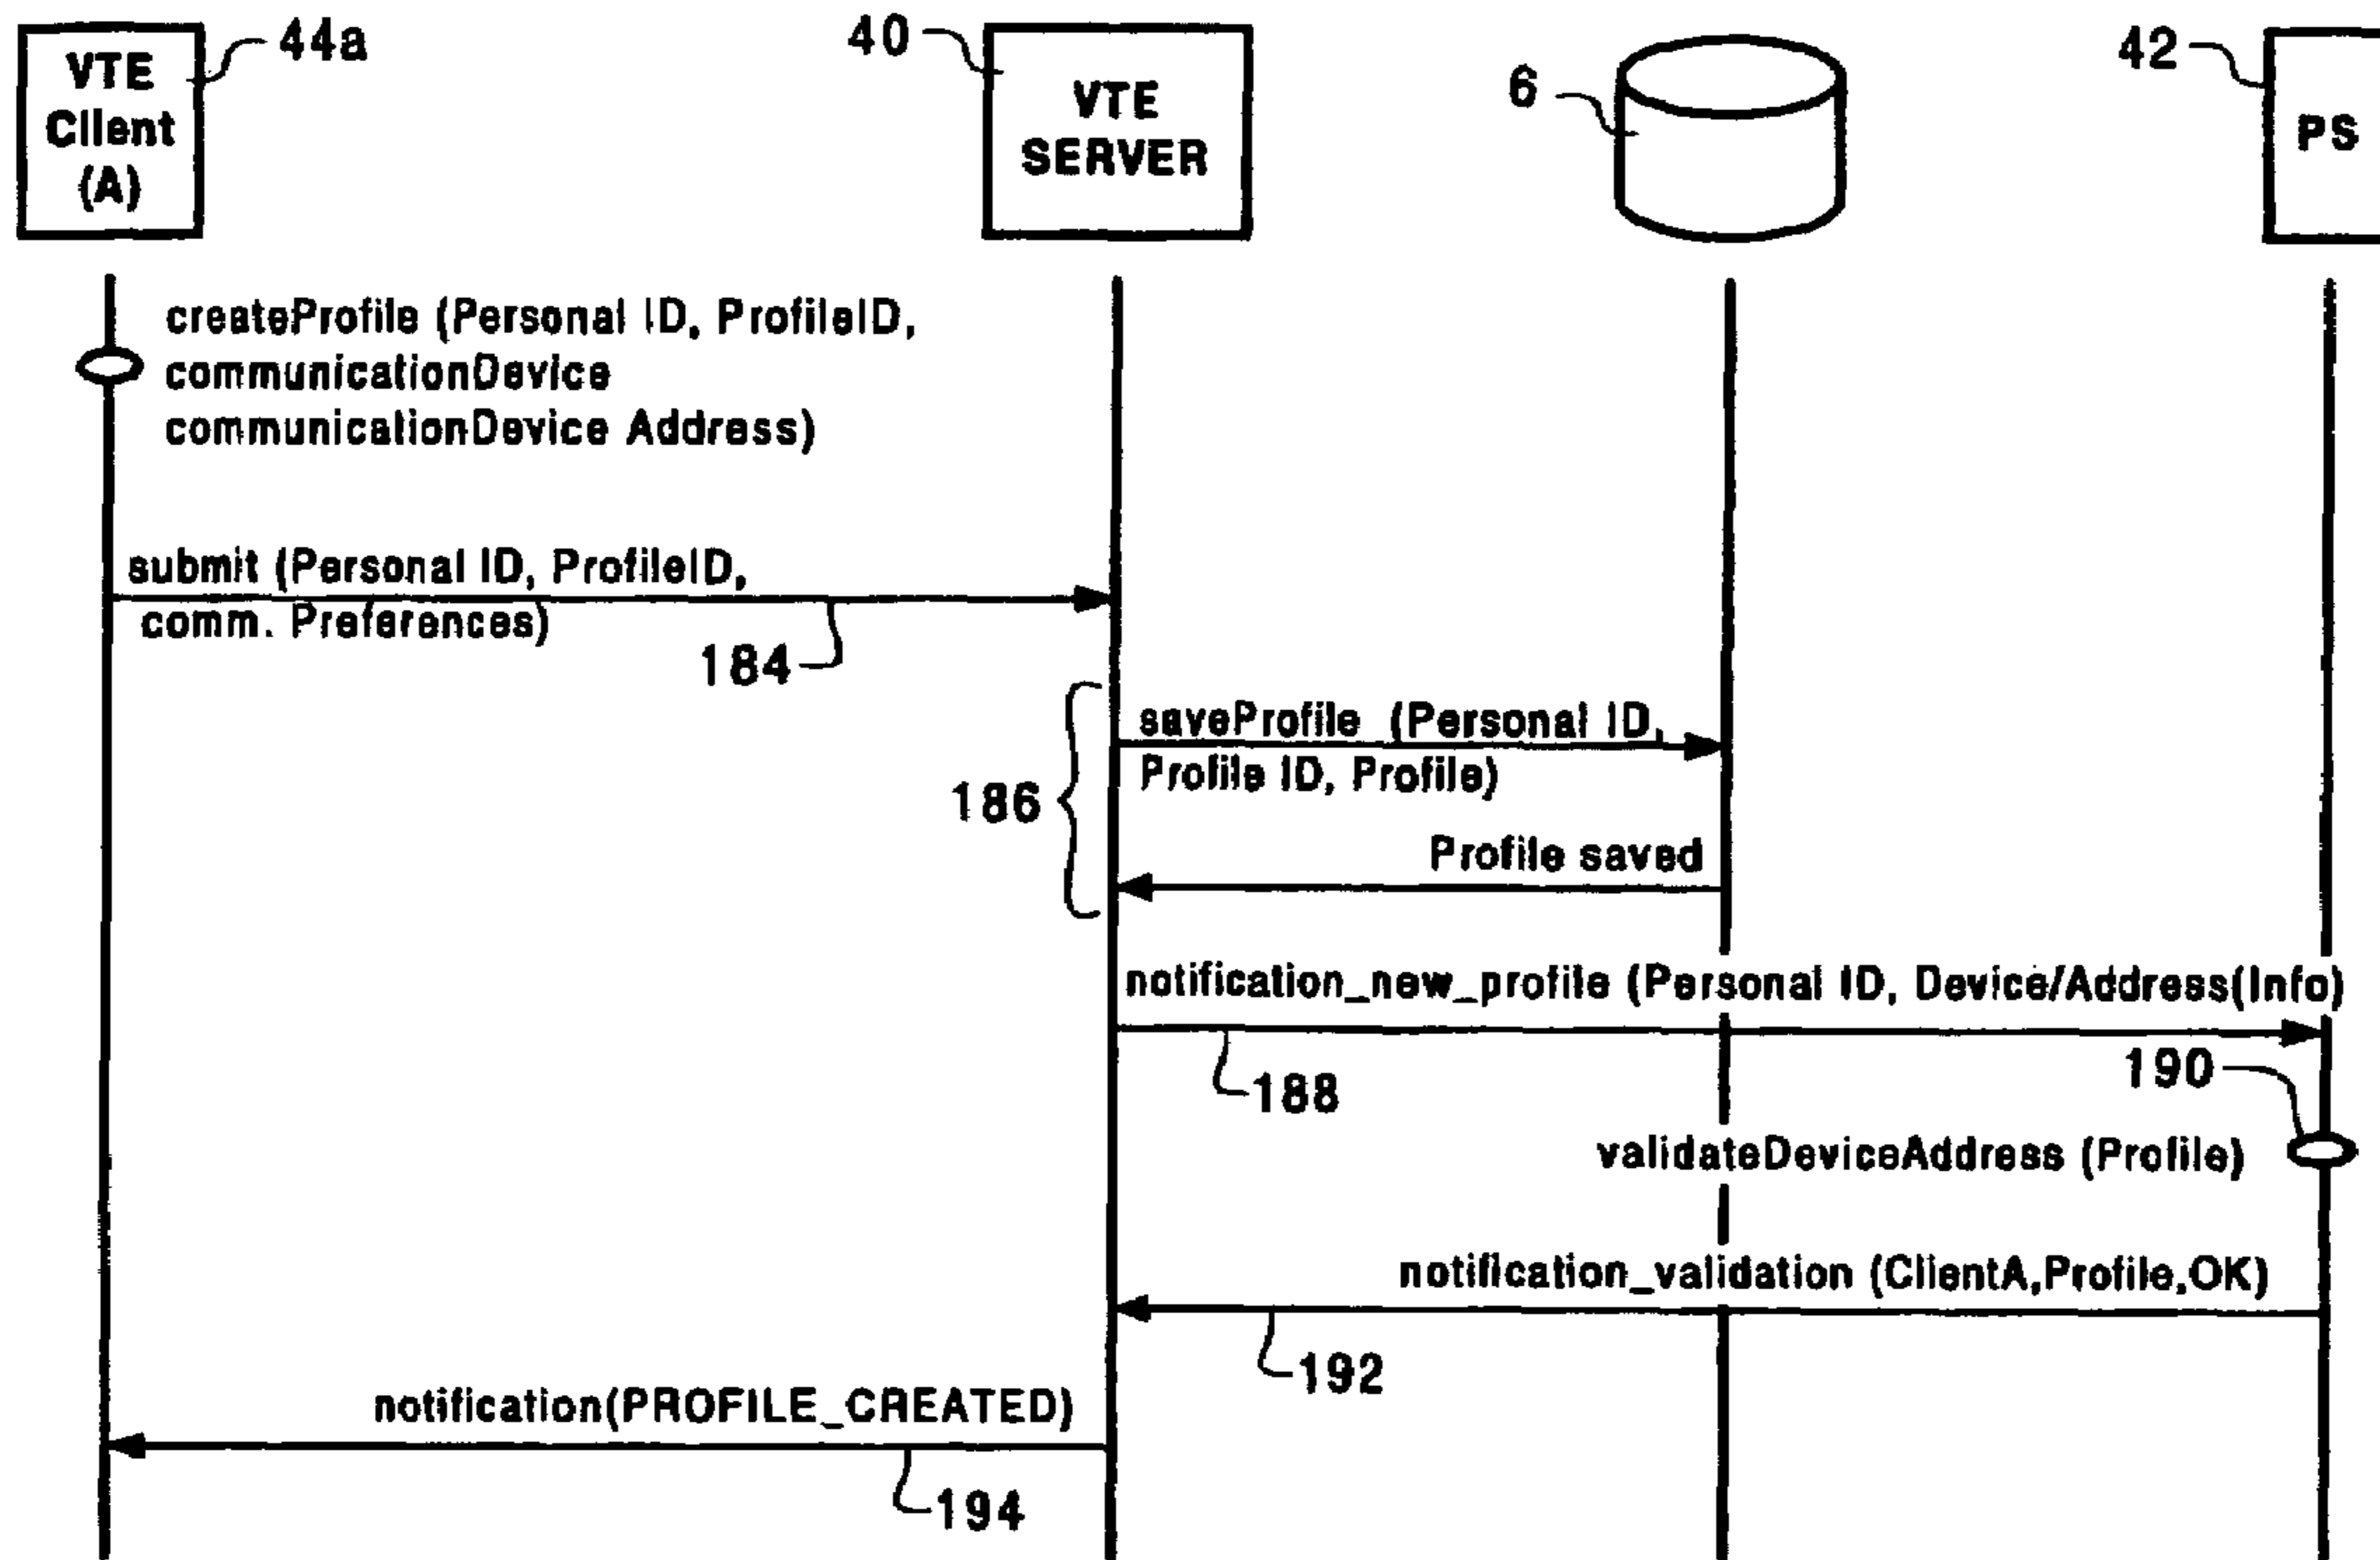 VTE
Client
(A)
44a
40
VTE
SERVER
6
42
PS
createProfile (Personal ID, ProfileID,
communicationDevice
communicationDevice Address)
submit (Personal ID, ProfileID,
comm. Preferences)
184
saveProfile (Personal ID,
Profile ID, Profile)
186
Profile saved
notification_new_profile (Personal ID, Device/Address(Info)
188
190
validateDeviceAddress (Profile)
notification_validation (ClientA,Profile,OK)
192
notification(PROFILE_CREATED)
194